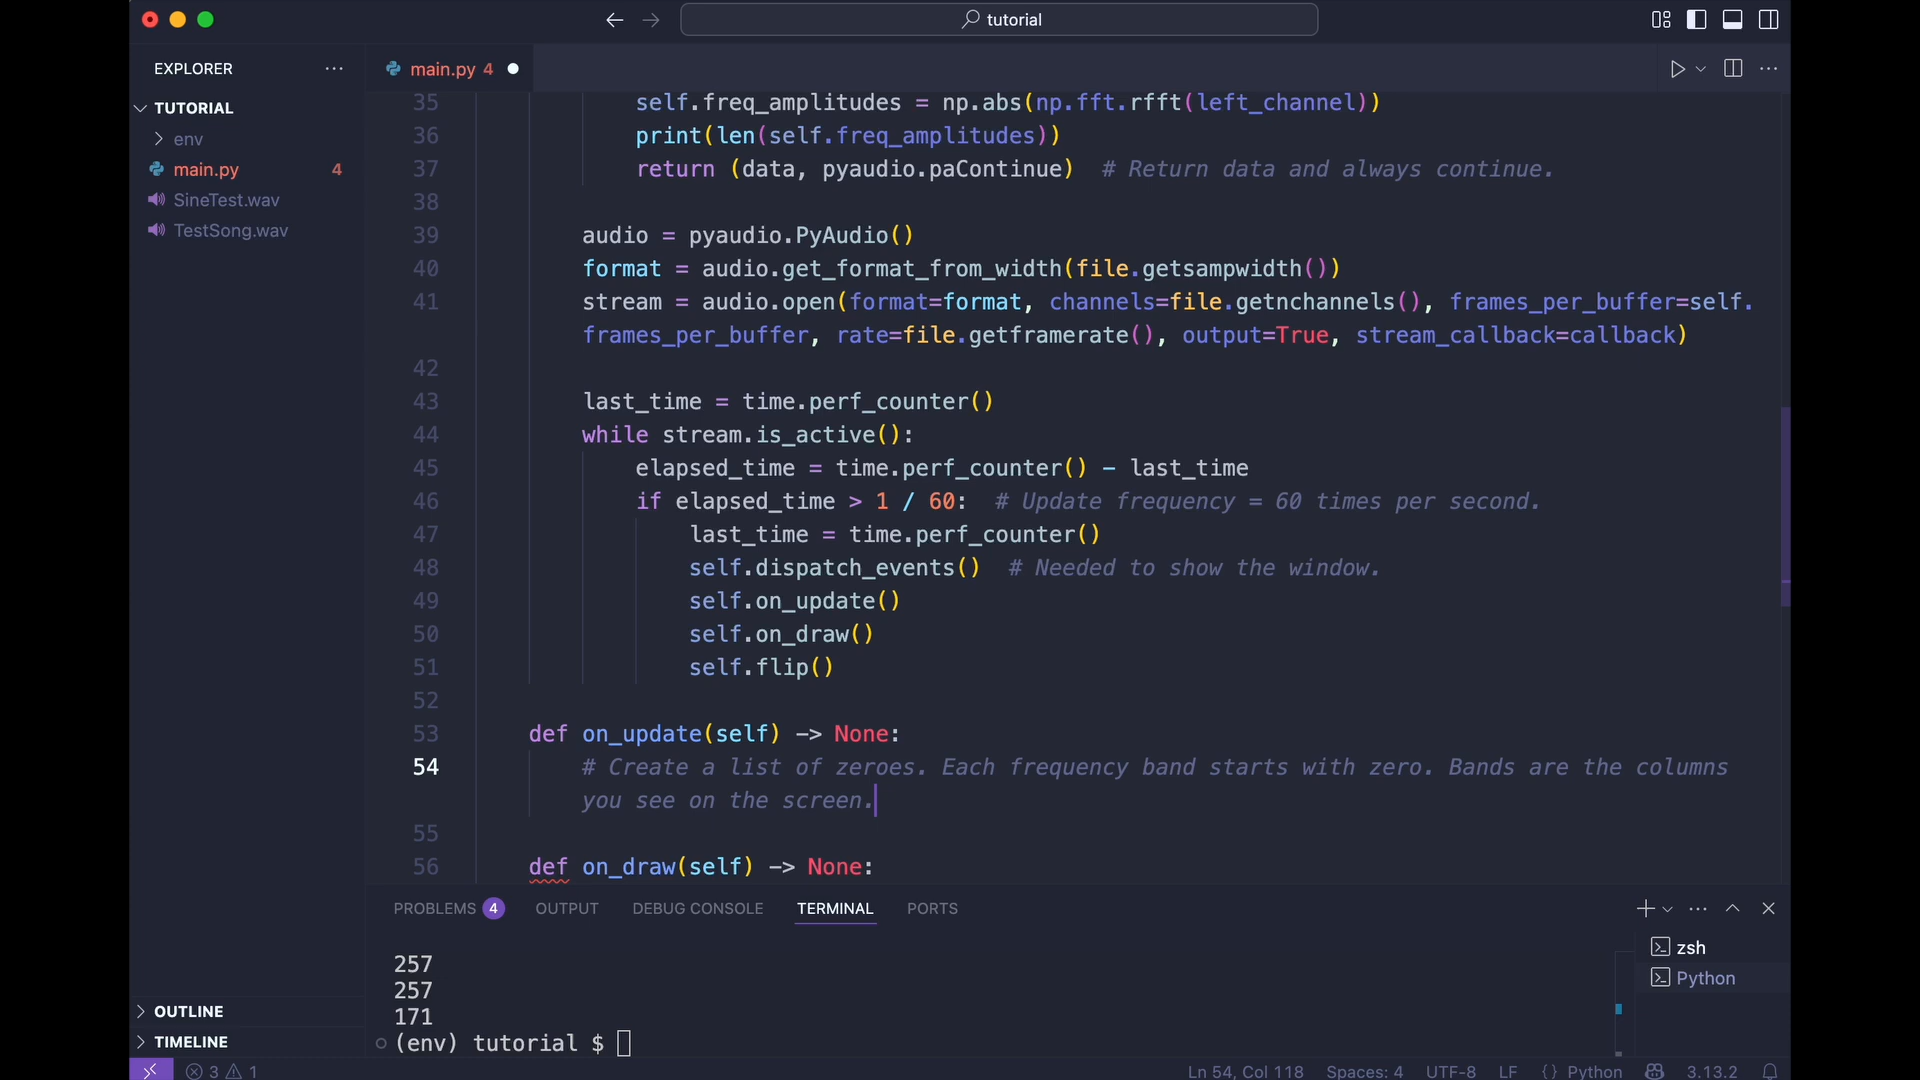 tutorial
EXPLORER
main.py 4
TUTORIAL
env
main.py 4
SineTest.wav
TestSong.wav
35 self.freq_amplitudes = np.abs(np.fft.rfft(left_channel))
36 print(len(self.freq_amplitudes))
37 return (data, pyaudio.paContinue)  # Return data and always continue.
38
39 audio = pyaudio.PyAudio()
40 format = audio.get_format_from_width(file.getsampwidth())
41 stream = audio.open(format=format, channels=file.getnchannels(), frames_per_buffer=self.
frames_per_buffer, rate=file.getframerate(), output=True, stream_callback=callback)
42
43 last_time = time.perf_counter()
44 while stream.is_active():
45 elapsed_time = time.perf_counter() - last_time
46 if elapsed_time > 1 / 60:  # Update frequency = 60 times per second.
47 last_time = time.perf_counter()
48 self.dispatch_events()  # Needed to show the window.
49 self.on_update()
50 self.on_draw()
51 self.flip()
52
53 def on_update(self) -> None:
54 # Create a list of zeroes. Each frequency band starts with zero. Bands are the columns
you see on the screen.
55
56 def on_draw(self) -> None:
PROBLEMS 4 OUTPUT DEBUG CONSOLE TERMINAL PORTS
257
257
171
(env) tutorial $
zsh
Python
OUTLINE
TIMELINE
3 1
Ln 54, Col 118 Spaces: 4 UTF-8 LF {} Python 3.13.2